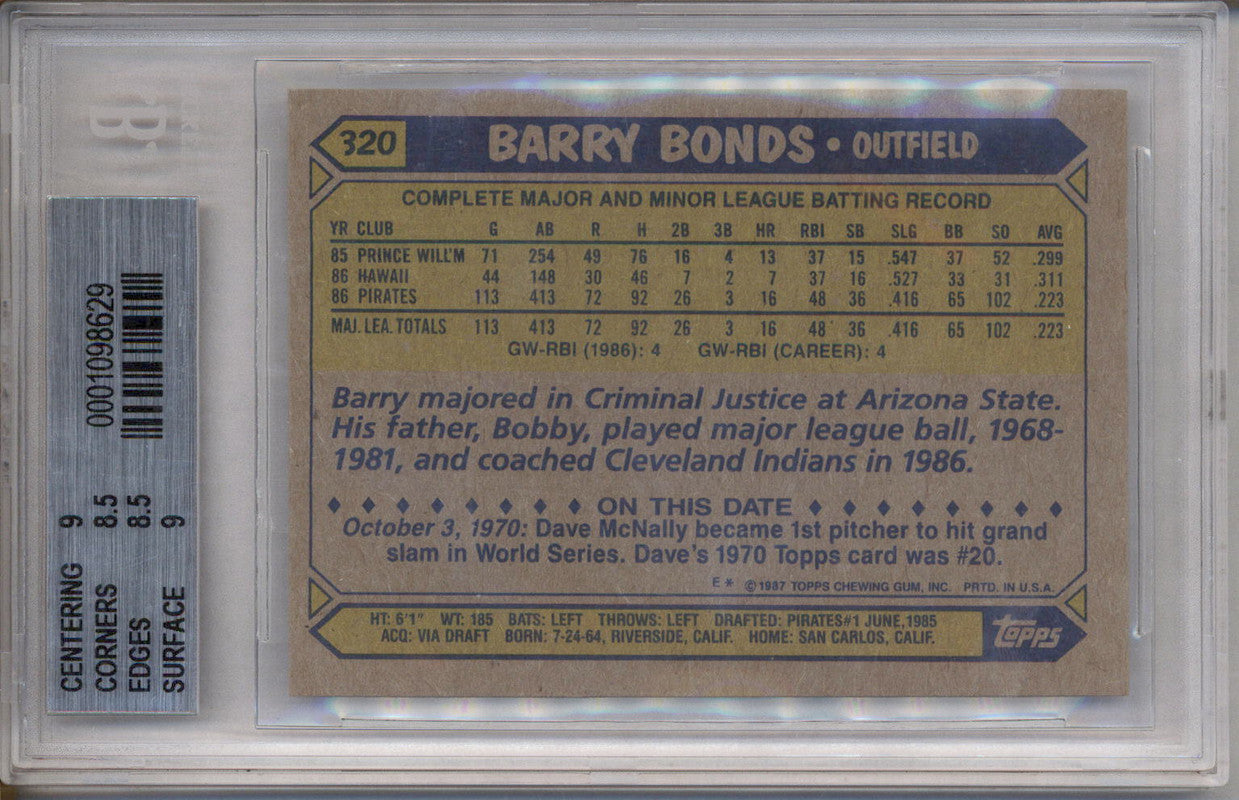 320 BARRY BONDS • OUTFIELD
COMPLETE MAJOR AND MINOR LEAGUE BATTING RECORD
YR CLUB G AB R H 2B 3B HR RBI SB SLG BB SO AVG
85 PRINCE WILL'M 71 254 49 76 16 4 13 37 15 .547 37 52 .299
86 HAWAII 44 148 30 46 7 2 7 37 16 .527 33 31 .311
86 PIRATES 113 413 72 92 26 3 16 48 36 .416 65 102 .223
MAJ. LEA. TOTALS 113 413 72 92 26 3 16 48 36 .416 65 102 .223
GW-RBI (1986): 4 GW-RBI (CAREER): 4
Barry majored in Criminal Justice at Arizona State.
His father, Bobby, played major league ball, 1968-
1981, and coached Cleveland Indians in 1986.
ON THIS DATE
October 3, 1970: Dave McNally became 1st pitcher to hit grand
slam in World Series. Dave's 1970 Topps card was #20.
E* ©1987 TOPPS CHEWING GUM, INC. PRTD. IN U.S.A.
HT: 6'1" WT: 185 BATS: LEFT THROWS: LEFT DRAFTED: PIRATES#1 JUNE,1985
ACQ: VIA DRAFT BORN: 7-24-64, RIVERSIDE, CALIF. HOME: SAN CARLOS, CALIF.
topps
CENTERING 9
CORNERS 8.5
EDGES 8.5
SURFACE 9
0001098629